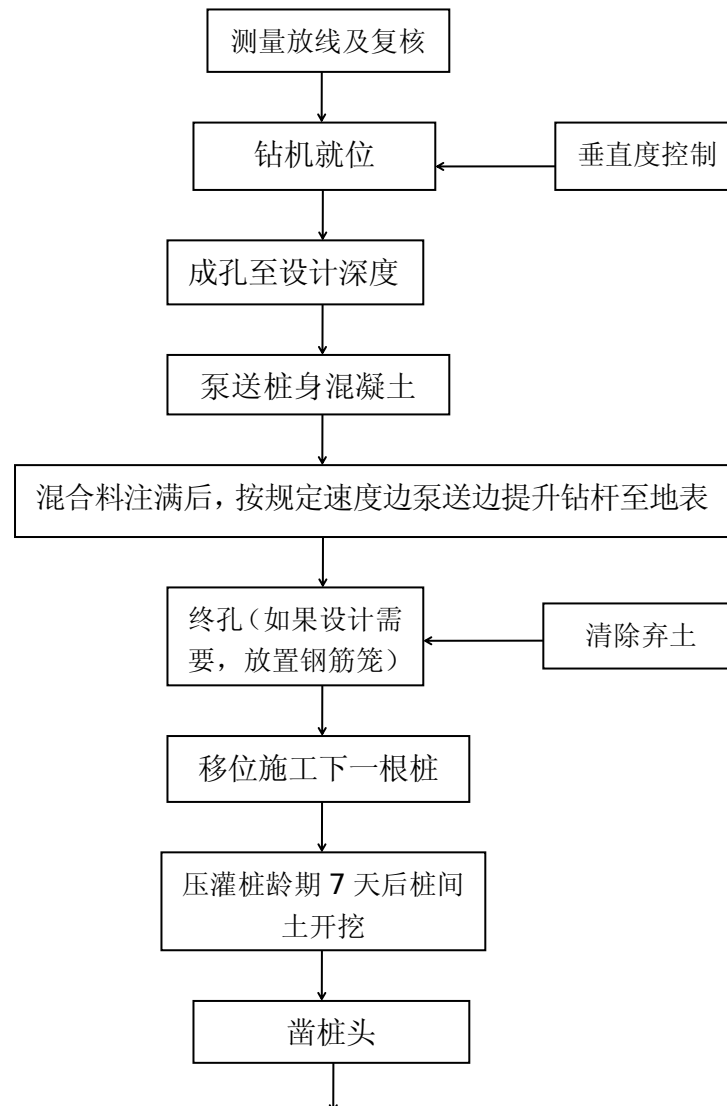 测量放线及复核
钻机就位
垂直度控制
成孔至设计深度
泵送桩身混凝土
混合料注满后，按规定速度边泵送边提升钻杆至地表
终孔（如果设计需
要，放置钢筋笼）
清除弃土
移位施工下一根桩
压灌桩龄期 7 天后桩间
土开挖
凿桩头